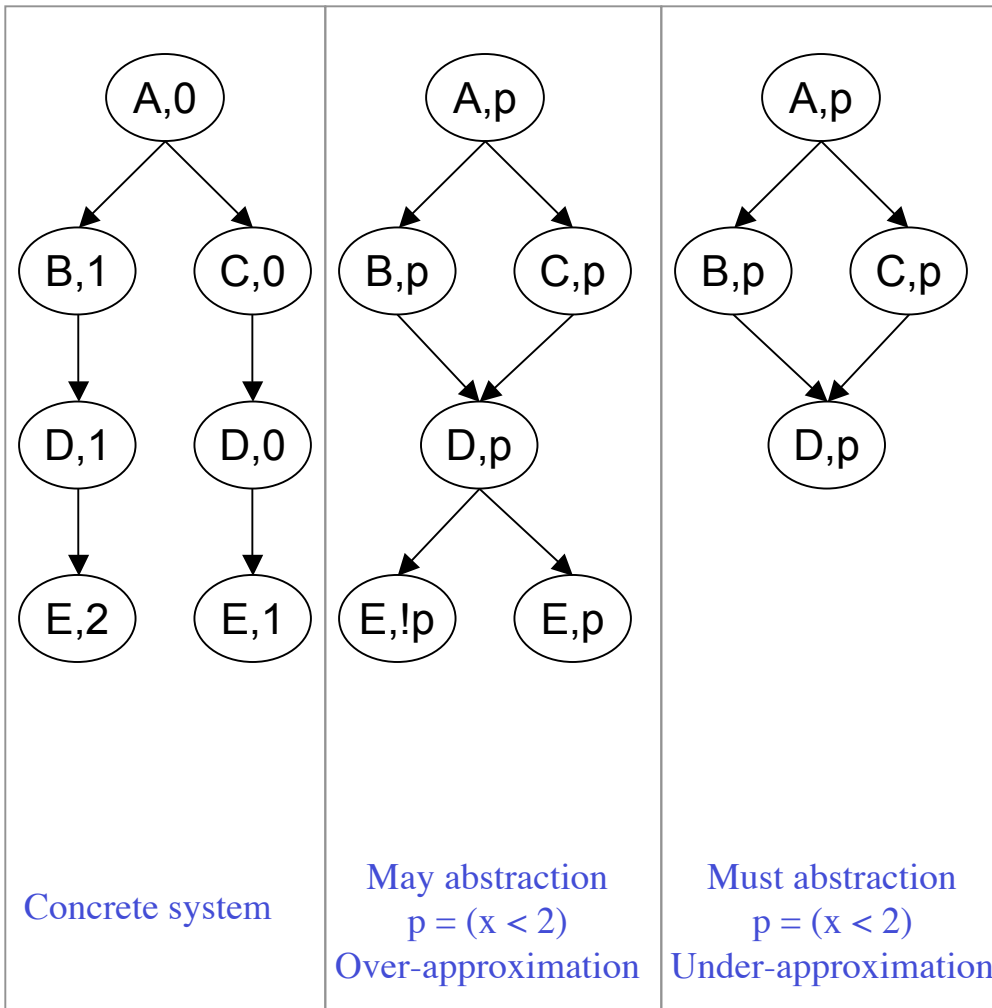 A,0
B,1
C,0
D,1
D,0
E,2
E,1
Concrete system
A,p
B,p
C,p
D,p
E,!p
E,p
May abstraction
p = (x < 2)
Over-approximation
A,p
B,p
C,p
D,p
Must abstraction
p = (x < 2)
Under-approximation